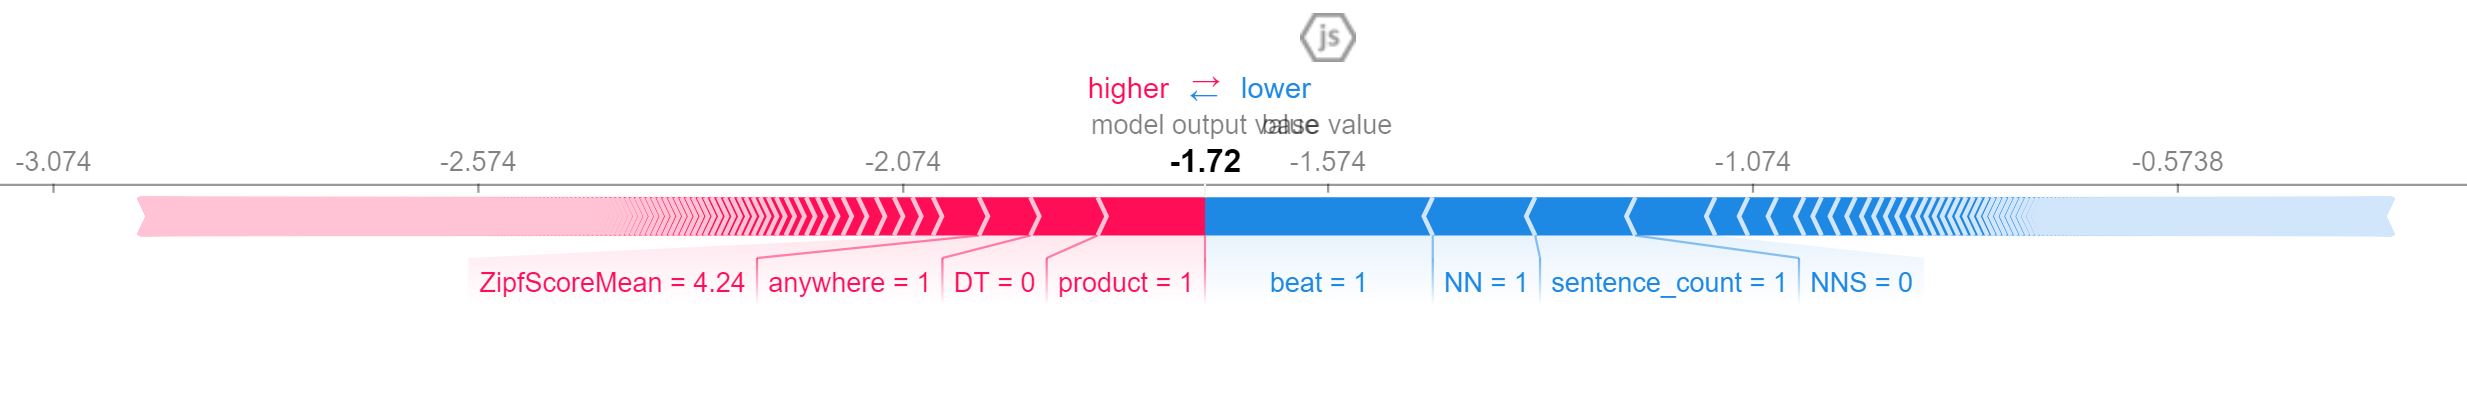 js
higher lower
model output value base value
-3.074 -2.574 -2.074 -1.72 -1.574 -1.074 -0.5738
ZipfScoreMean = 4.24 anywhere = 1 DT = 0 product = 1 beat = 1 NN = 1 sentence_count = 1 NNS = 0